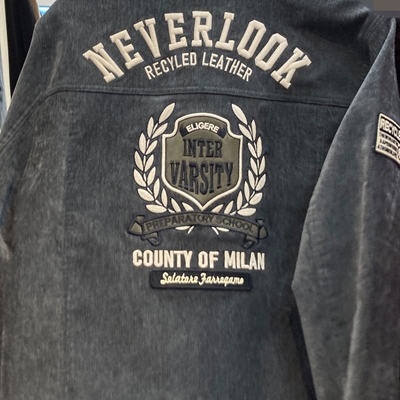 NEVERLOOK
RECYLED LEATHER
ELIGERE
INTER
VARSITY
PREPARATORY SCHOOL
COUNTY OF MILAN
Salatore Farragamo